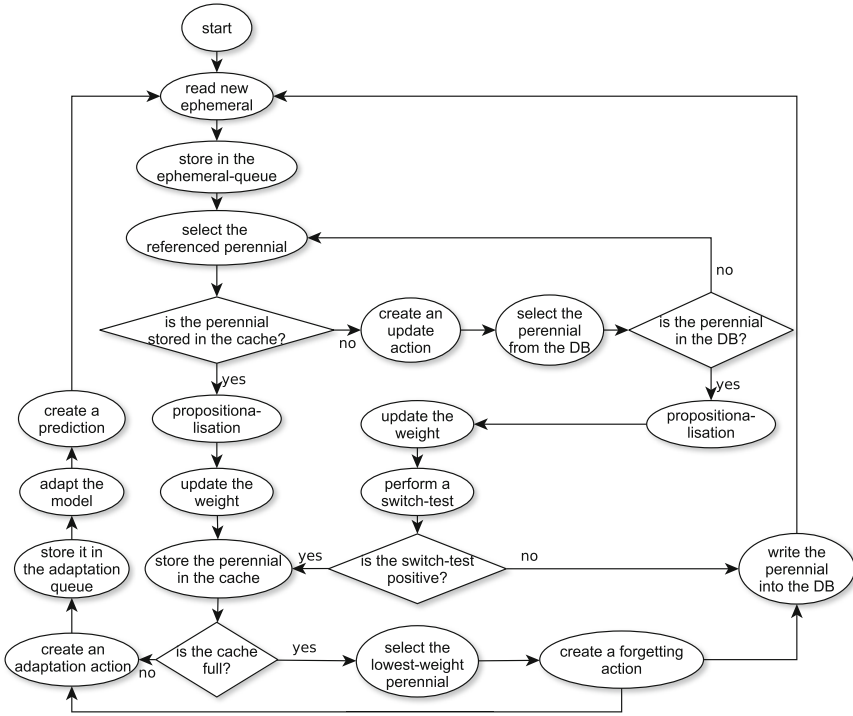 start
read new
ephemeral
store in the
ephemeral-queue
select the
referenced perennial
no
is the perennial
stored in the cache?
no
create an
update
action
select the
perennial
from the DB
is the perennial
in the DB?
yes
yes
create a
prediction
propositiona-
lisation
update the
weight
propositiona-
lisation
adapt the
model
update the
weight
perform a
switch-test
store it in
the adaptation
queue
store the perennial
in the cache
yes
is the switch-test
positive?
no
write the
perennial
into the DB
create an
adaptation action
no
is the cache
full?
yes
select the
lowest-weight
perennial
create a forgetting
action